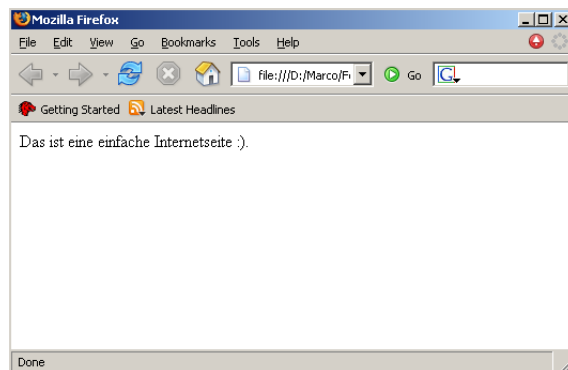 Mozilla Firefox
File Edit View Go Bookmarks Tools Help
file:///D:/Marco/F Go G
Getting Started Latest Headlines
Das ist eine einfache Internetseite :).
Done